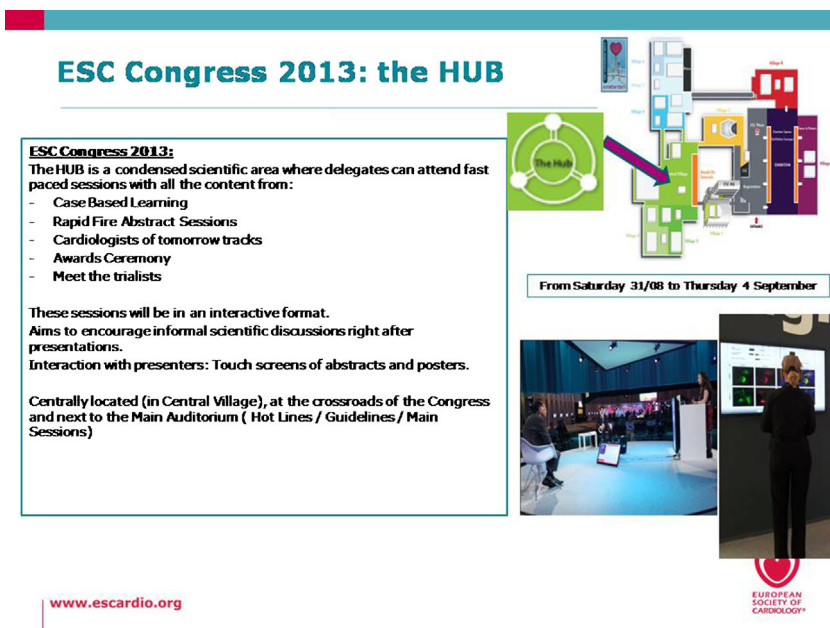 ESC Congress 2013: the HUB
ESC Congress 2013:
The HUB is a condensed scientific area where delegates can attend fast
paced sessions with all the content from:
- Case Based Learning
- Rapid Fire Abstract Sessions
- Cardiologists of tomorrow tracks
- Awards Ceremony
- Meet the trialists
These sessions will be in an interactive format.
Aims to encourage informal scientific discussions right after
presentations.
Interaction with presenters: Touch screens of abstracts and posters.
Centrally located (in Central Village), at the crossroads of the Congress
and next to the Main Auditorium ( Hot Lines / Guidelines / Main
Sessions)
The Hub
Registration
EXHIBITION
From Saturday 31/08 to Thursday 4 September
www.escardio.org
EUROPEAN
SOCIETY OF
CARDIOLOGY®